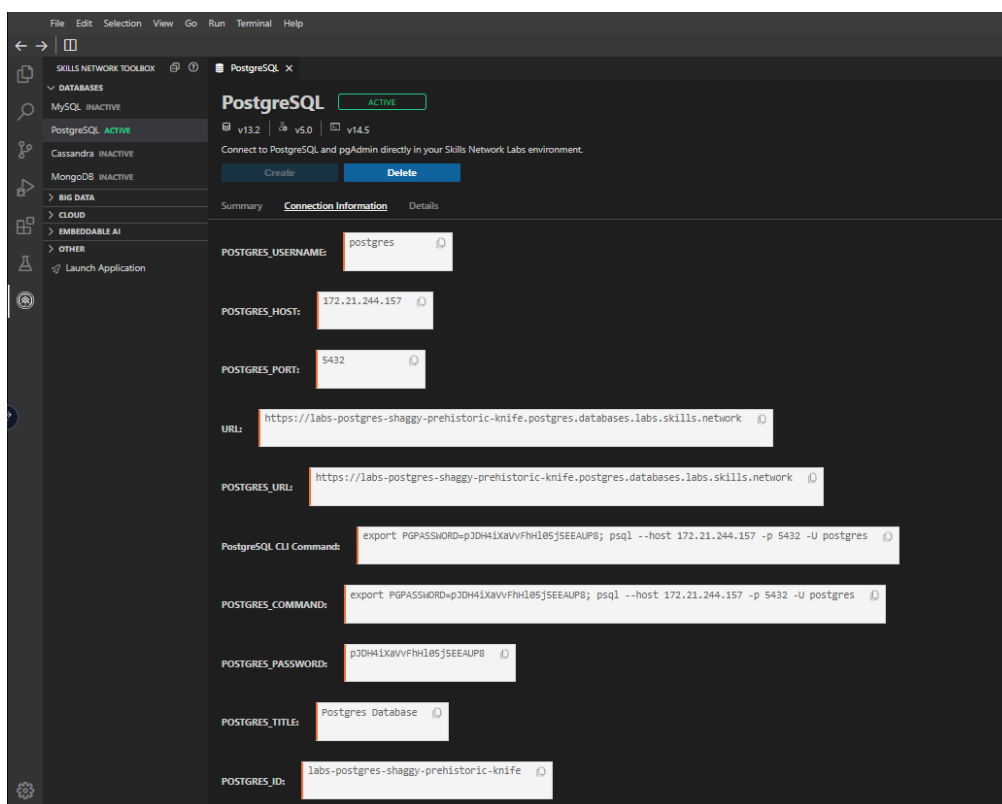 File Edit Selection View Go Run Terminal Help
SKILLS NETWORK TOOLBOX
PostgreSQL
DATABASES
MySQL INACTIVE
PostgreSQL ACTIVE
Cassandra INACTIVE
MongoDB INACTIVE
BIG DATA
CLOUD
EMBEDDABLE AI
OTHER
Launch Application
PostgreSQL ACTIVE
v13.2 v5.0 v14.5
Connect to PostgreSQL and pgAdmin directly in your Skills Network Labs environment.
Create Delete
Summary Connection Information Details
POSTGRES_USERNAME: postgres
POSTGRES_HOST: 172.21.244.157
POSTGRES_PORT: 5432
URL: https://labs-postgres-shaggy-prehistoric-knife.postgres.databases.labs.skills.network
POSTGRES_URL: https://labs-postgres-shaggy-prehistoric-knife.postgres.databases.labs.skills.network
PostgreSQL CLI Command: export PGPASSWORD=pJDH4iXaVvFhHl05j5EEAUP8; psql --host 172.21.244.157 -p 5432 -U postgres
POSTGRES_COMMAND: export PGPASSWORD=pJDH4iXaVvFhHl05j5EEAUP8; psql --host 172.21.244.157 -p 5432 -U postgres
POSTGRES_PASSWORD: pJDH4iXaVvFhHl05j5EEAUP8
POSTGRES_TITLE: Postgres Database
POSTGRES_ID: labs-postgres-shaggy-prehistoric-knife